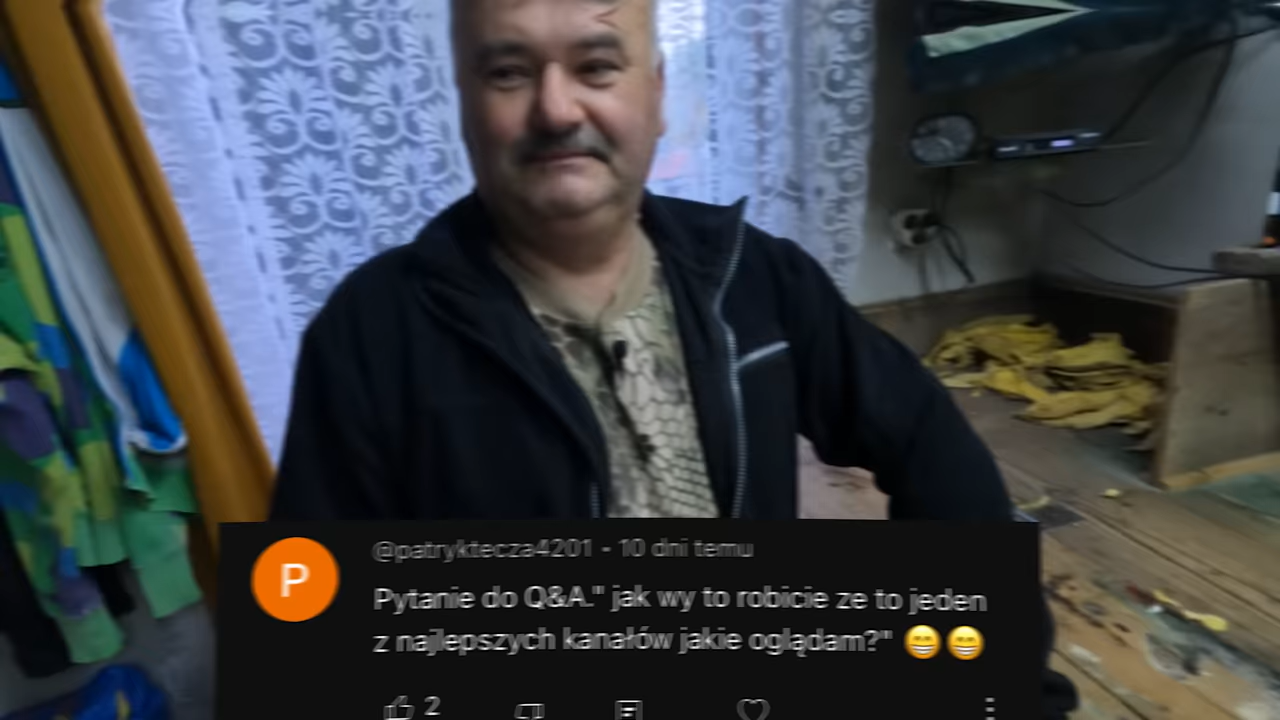 P
@patryktecza4201 - 10 dni temu
Pytanie do Q&A." jak wy to robicie ze to jeden
z najlepszych kanałów jakie oglądam?" 😁😁
2